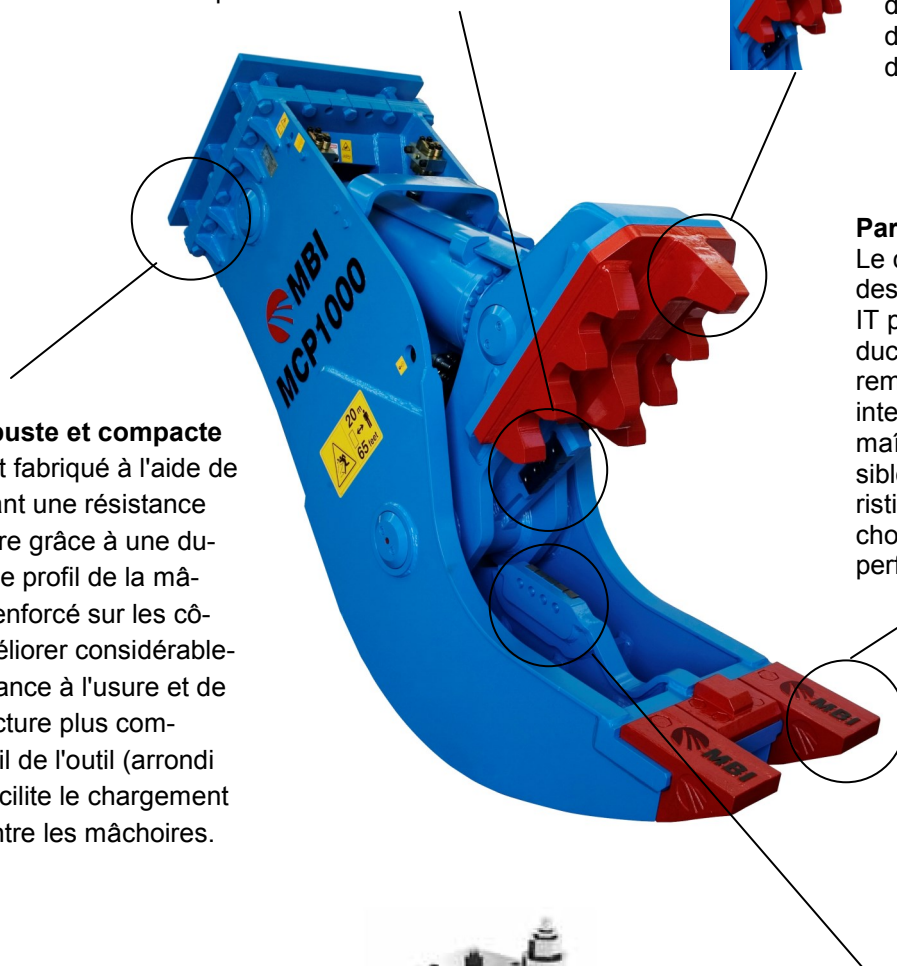 MBI
MCP1000
20 m
65 feet
Par
Le c
des
IT p
duc
rem
inte
maî
sible
risti
cho
perf
buste et compacte
t fabriqué à l'aide de
ant une résistance
re grâce à une du-
e profil de la mâ-
enforcé sur les cô-
éliorer considérable-
ance à l'usure et de
cture plus com-
il de l'outil (arrondi
cilite le chargement
ntre les mâchoires.
MBI
MBI